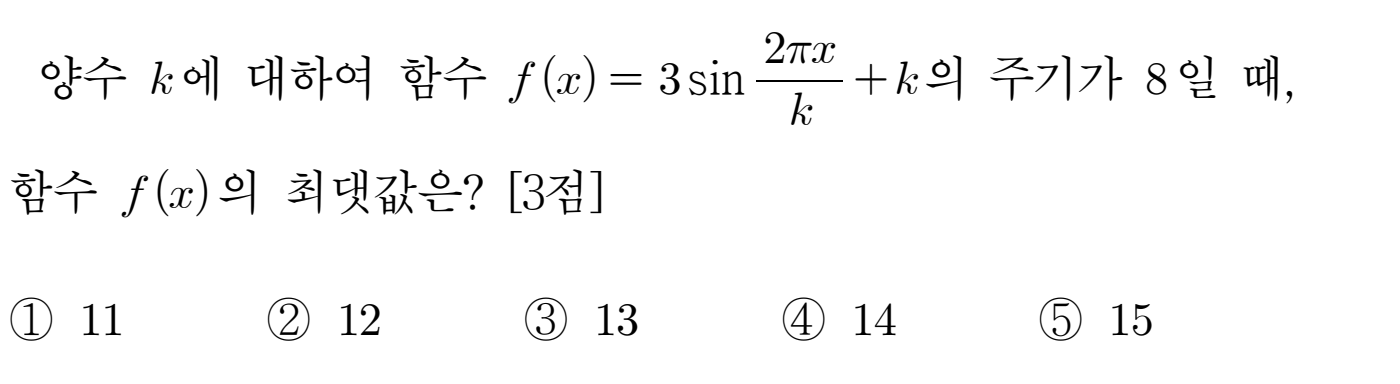 양수 k에 대하여 함수 f(x) = 3 sin \frac{2πx}{k} + k의 주기가 8일 때,
함수 f(x)의 최댓값은? [3점]
① 11 ② 12 ③ 13 ④ 14 ⑤ 15